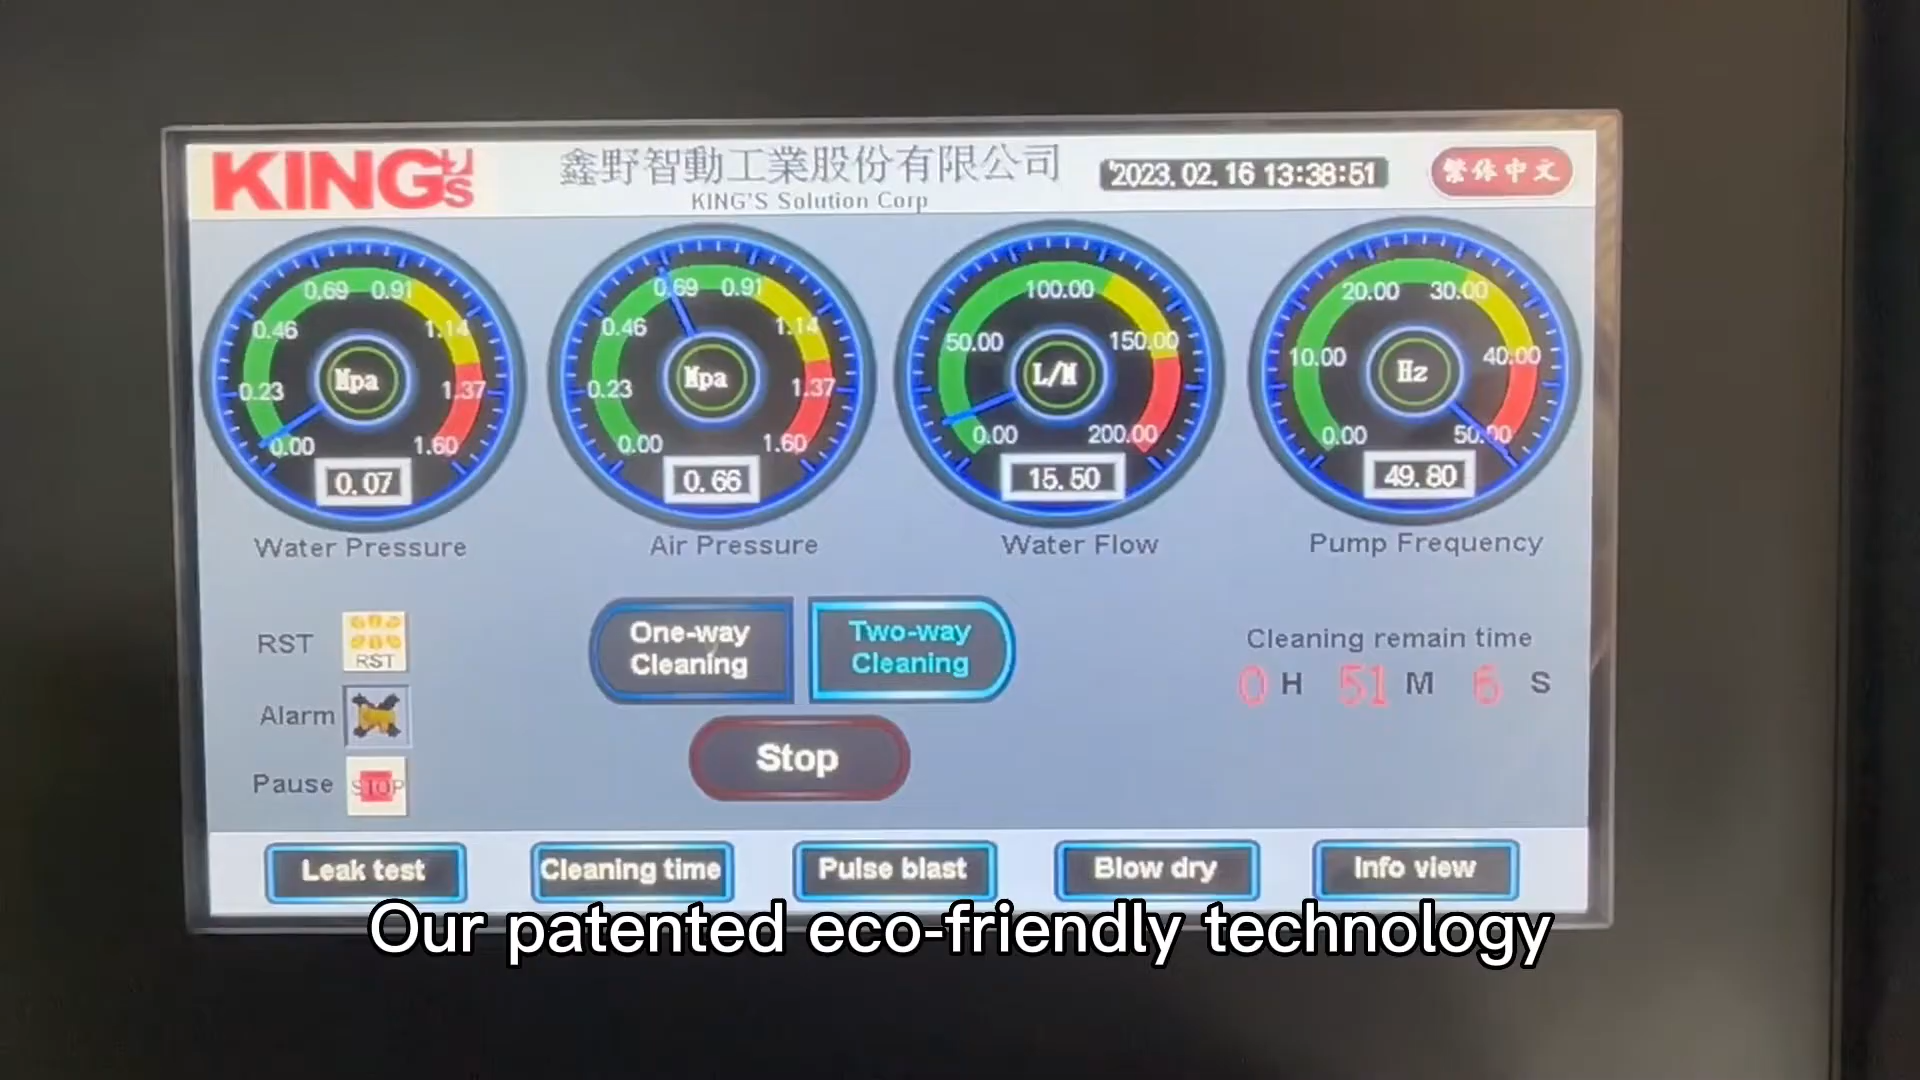 KING'S
鑫野智動工業股份有限公司
KING'S Solution Corp
'2023.02.16 13:38:51
繁体中文
0.00 0.23 0.46 0.69 0.91 1.14 1.37 1.60
Mpa
0.07
Water Pressure
0.00 0.23 0.46 0.69 0.91 1.14 1.37 1.60
Mpa
0.66
Air Pressure
0.00 50.00 100.00 150.00 200.00
L/M
15.50
Water Flow
0.00 10.00 20.00 30.00 40.00 50.00
Hz
49.80
Pump Frequency
RST
RST
Alarm
Pause
STOP
One-way
Cleaning
Two-way
Cleaning
Stop
Cleaning remain time
0 H 51 M 6 S
Leak test
Cleaning time
Pulse blast
Blow dry
Info view
Our patented eco-friendly technology